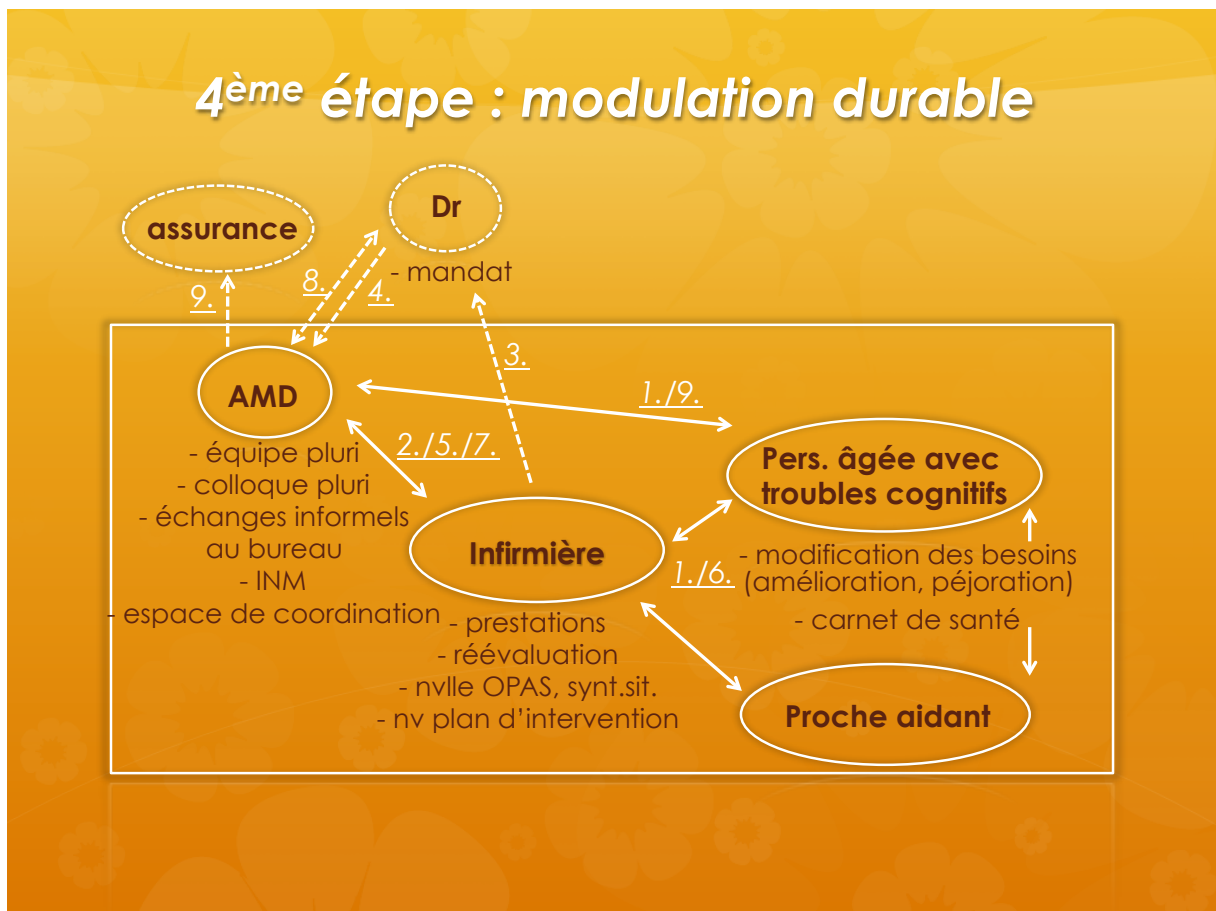 4ème étape : modulation durable
assurance
Dr
- mandat
9.
8.
4.
3.
AMD
- équipe pluri
- colloque pluri
- échanges informels
au bureau
- INM
- espace de coordination
1./9.
2./5./7.
Infirmière
- prestations
- réévaluation
- nvlle OPAS, synt.sit.
- nv plan d’intervention
Pers. âgée avec
troubles cognitifs
1./6.
- modification des besoins
(amélioration, péjoration)
- carnet de santé
Proche aidant